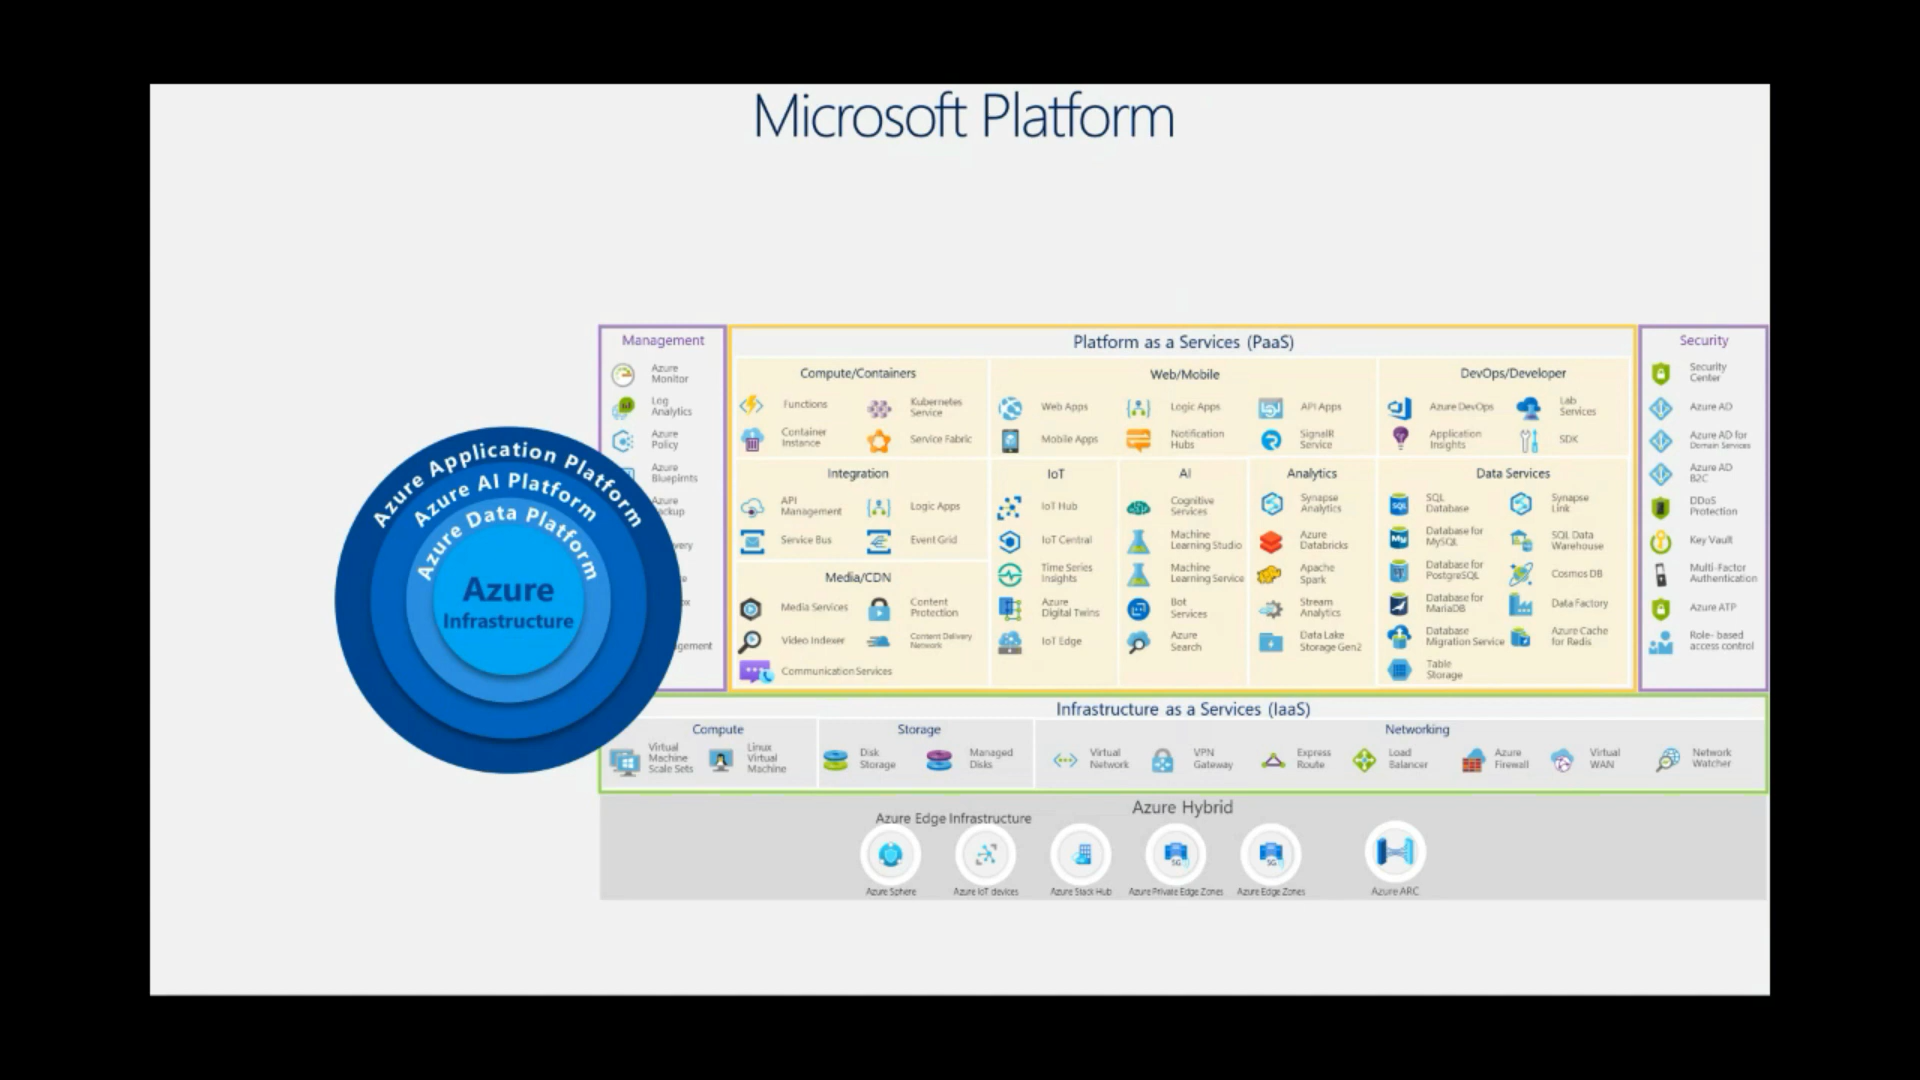 Microsoft Platform
Azure Application Platform
Azure AI Platform
Azure Data Platform
Azure
Infrastructure
Management
Azure
Monitor
Log
Analytics
Azure
Policy
Azure
Blueprints
Azure
ckup
very
gement
Platform as a Services (PaaS)
Compute/Containers
Functions
Kubernetes
Service
Container
Instance
Service Fabric
Web/Mobile
Web Apps
Logic Apps
API Apps
Mobile Apps
Notification
Hubs
SignalR
Service
DevOps/Developer
Azure DevOps
Lab
Services
Application
Insights
SDK
Integration
API
Management
Logic Apps
Service Bus
Event Grid
Media/CDN
Media Services
Content
Protection
Video Indexer
Content Delivery
Network
Communication Services
IoT
IoT Hub
IoT Central
Time Series
Insights
Azure
Digital Twins
IoT Edge
AI
Cognitive
Services
Machine
Learning Studio
Machine
Learning Service
Bot
Services
Azure
Search
Analytics
Synapse
Analytics
Azure
Databricks
Apache
Spark
Stream
Analytics
Data Lake
Storage Gen2
Data Services
SQL
Database
Synapse
Link
Database for
MySQL
SQL Data
Warehouse
Database for
PostgreSQL
Cosmos DB
Database for
MariaDB
Data Factory
Database
Migration Service
Azure Cache
for Redis
Table
Storage
Security
Security
Center
Azure AD
Azure AD for
Domain Services
Azure AD
B2C
DDoS
Protection
Key Vault
Multi-Factor
Authentication
Azure ATP
Role- based
access control
Infrastructure as a Services (IaaS)
Compute
Virtual
Machine
Scale Sets
Linux
Virtual
Machine
Storage
Disk
Storage
Managed
Disks
Networking
Virtual
Network
VPN
Gateway
Express
Route
Load
Balancer
Azure
Firewall
Virtual
WAN
Network
Watcher
Azure Hybrid
Azure Edge Infrastructure
Azure Sphere
Azure IoT devices
Azure Stack Hub
Azure Private Edge Zones
Azure Edge Zones
Azure ARC